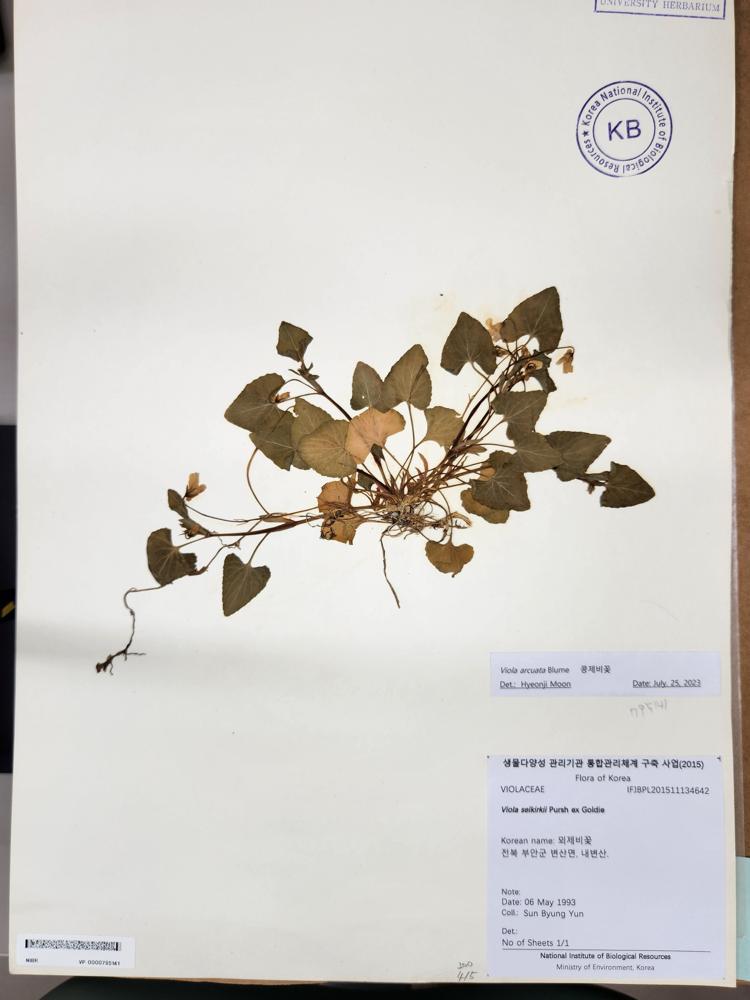 UNIVERSITY HERBARIUM
★ Korea National Institute of Biological Resources
KB
Viola arcuata Blume 콩제비꽃
Det.: Hyeonji Moon Date: July. 25, 2023
생물다양성 관리기관 통합관리체계 구축 사업(2015)
Flora of Korea
VIOLACEAE IFJBPL201511134642
Viola selkirkii Pursh ex Goldie
Korean name: 뫼제비꽃
전북 부안군 변산면, 내변산.
Note:
Date: 06 May 1993
Coll.: Sun Byung Yun
Det.:
No of Sheets 1/1
National Institute of Biological Resources
Ministry of Environment, Korea
NIBR VP 0000795141
415